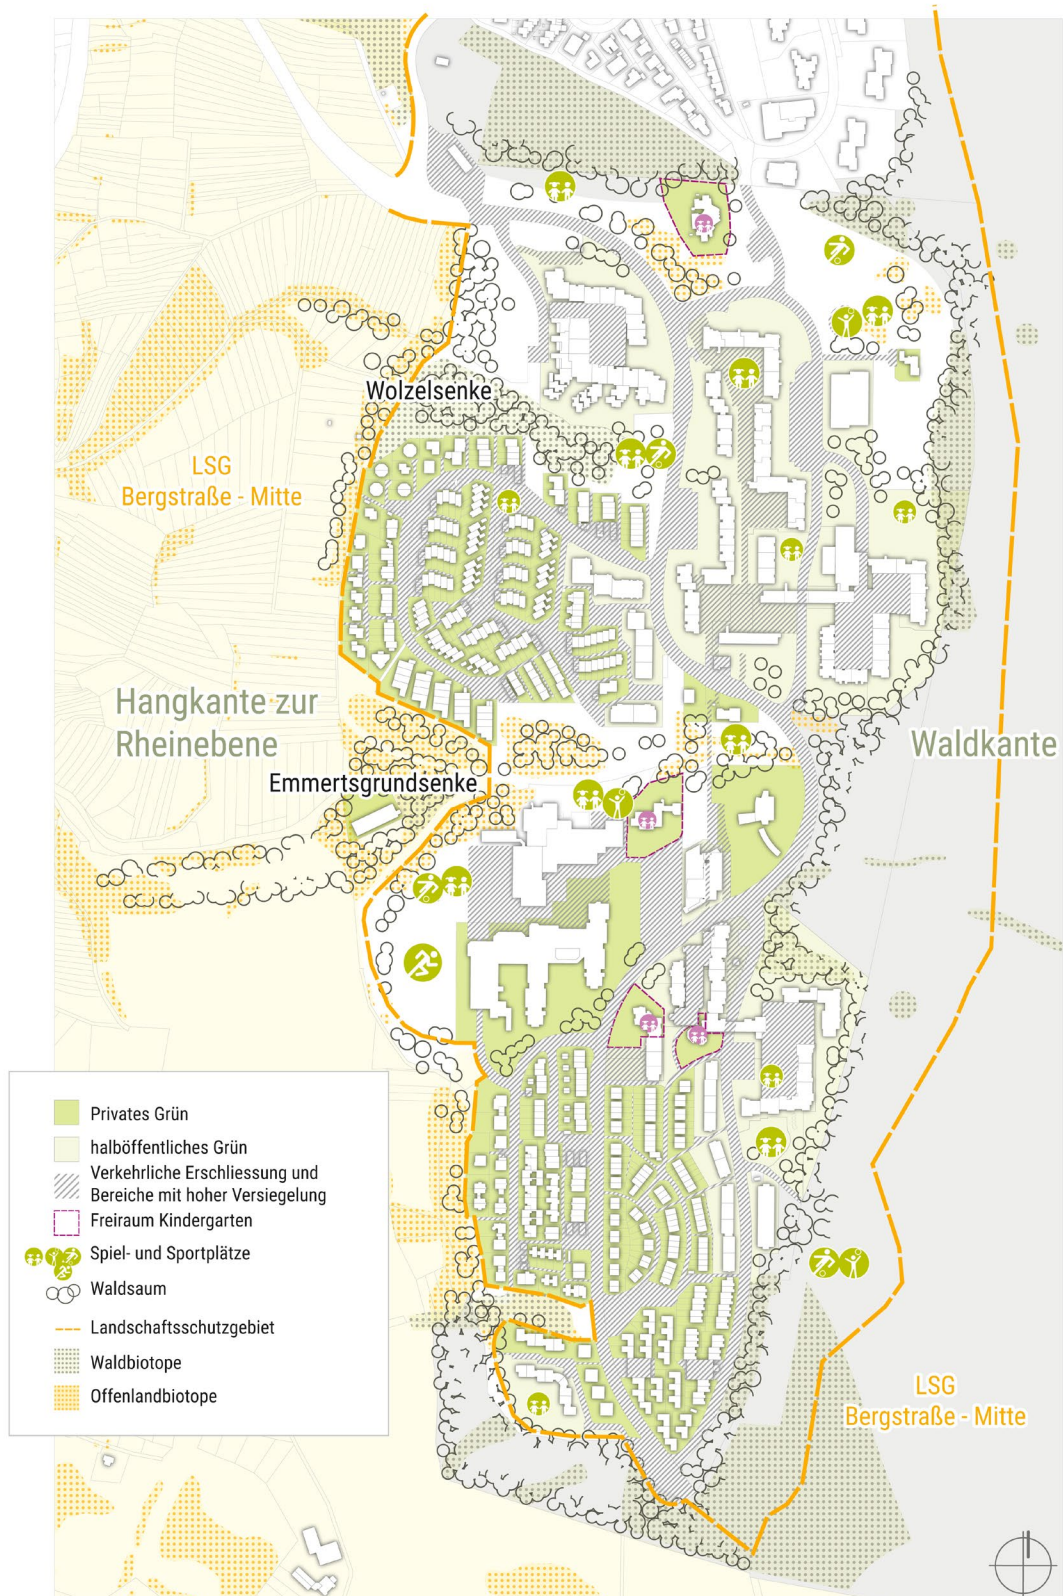 Wolzelsenke
LSG
Bergstraße - Mitte
Hangkante zur
Rheinebene
Waldkante
Emmertsgrundsenke
Privates Grün
halböffentliches Grün
Verkehrliche Erschliessung und
Bereiche mit hoher Versiegelung
Freiraum Kindergarten
Spiel- und Sportplätze
Waldsaum
Landschaftsschutzgebiet
Waldbiotope
Offenlandbiotope
LSG
Bergstraße - Mitte